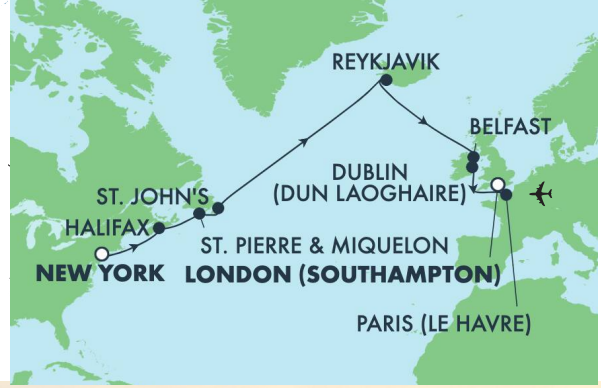 REYKJAVIK
BELFAST
DUBLIN
(DUN LAOGHAIRE)
ST. JOHN'S
HALIFAX
ST. PIERRE & MIQUELON
NEW YORK
LONDON (SOUTHAMPTON)
PARIS (LE HAVRE)